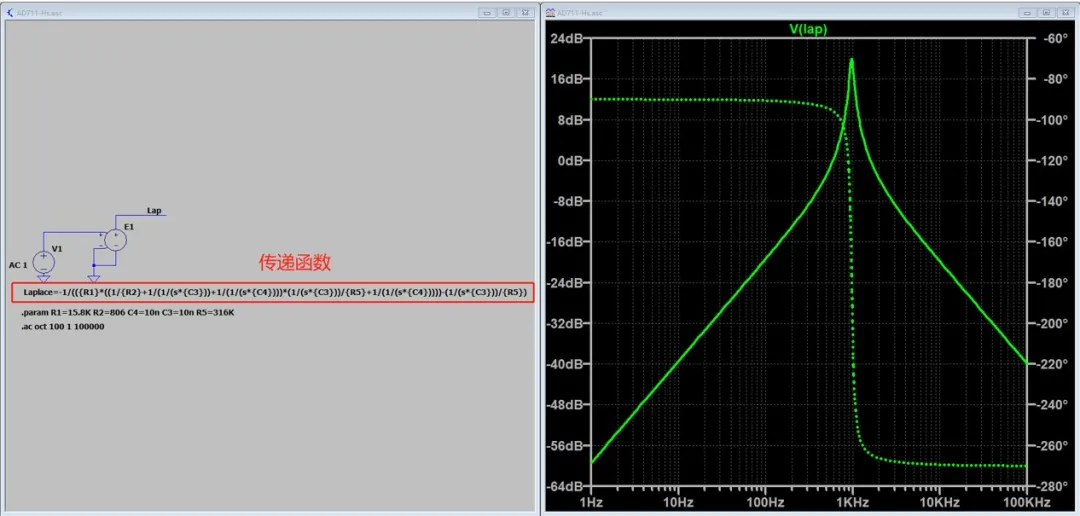 AD711-Hs.asc
AD711-Hs.asc
V(lap)
24dB
16dB
8dB
0dB
-8dB
-16dB
-24dB
-32dB
-40dB
-48dB
-56dB
-64dB
-60°
-80°
-100°
-120°
-140°
-160°
-180°
-200°
-220°
-240°
-260°
-280°
1Hz 10Hz 100Hz 1KHz 10KHz 100KHz
Lap
E1
V1
AC 1
传递函数
Laplace=-1/(({R1}*((1/{R2}+1/(1/(s*{C3}))+1/(1/(s*{C4})))*(1/(s*{C3}))/{R5}+1/(1/(s*{C4}))))-(1/(s*{C3}))/{R5})
.param R1=15.8K R2=806 C4=10n C3=10n R5=316K
.ac oct 100 1 100000